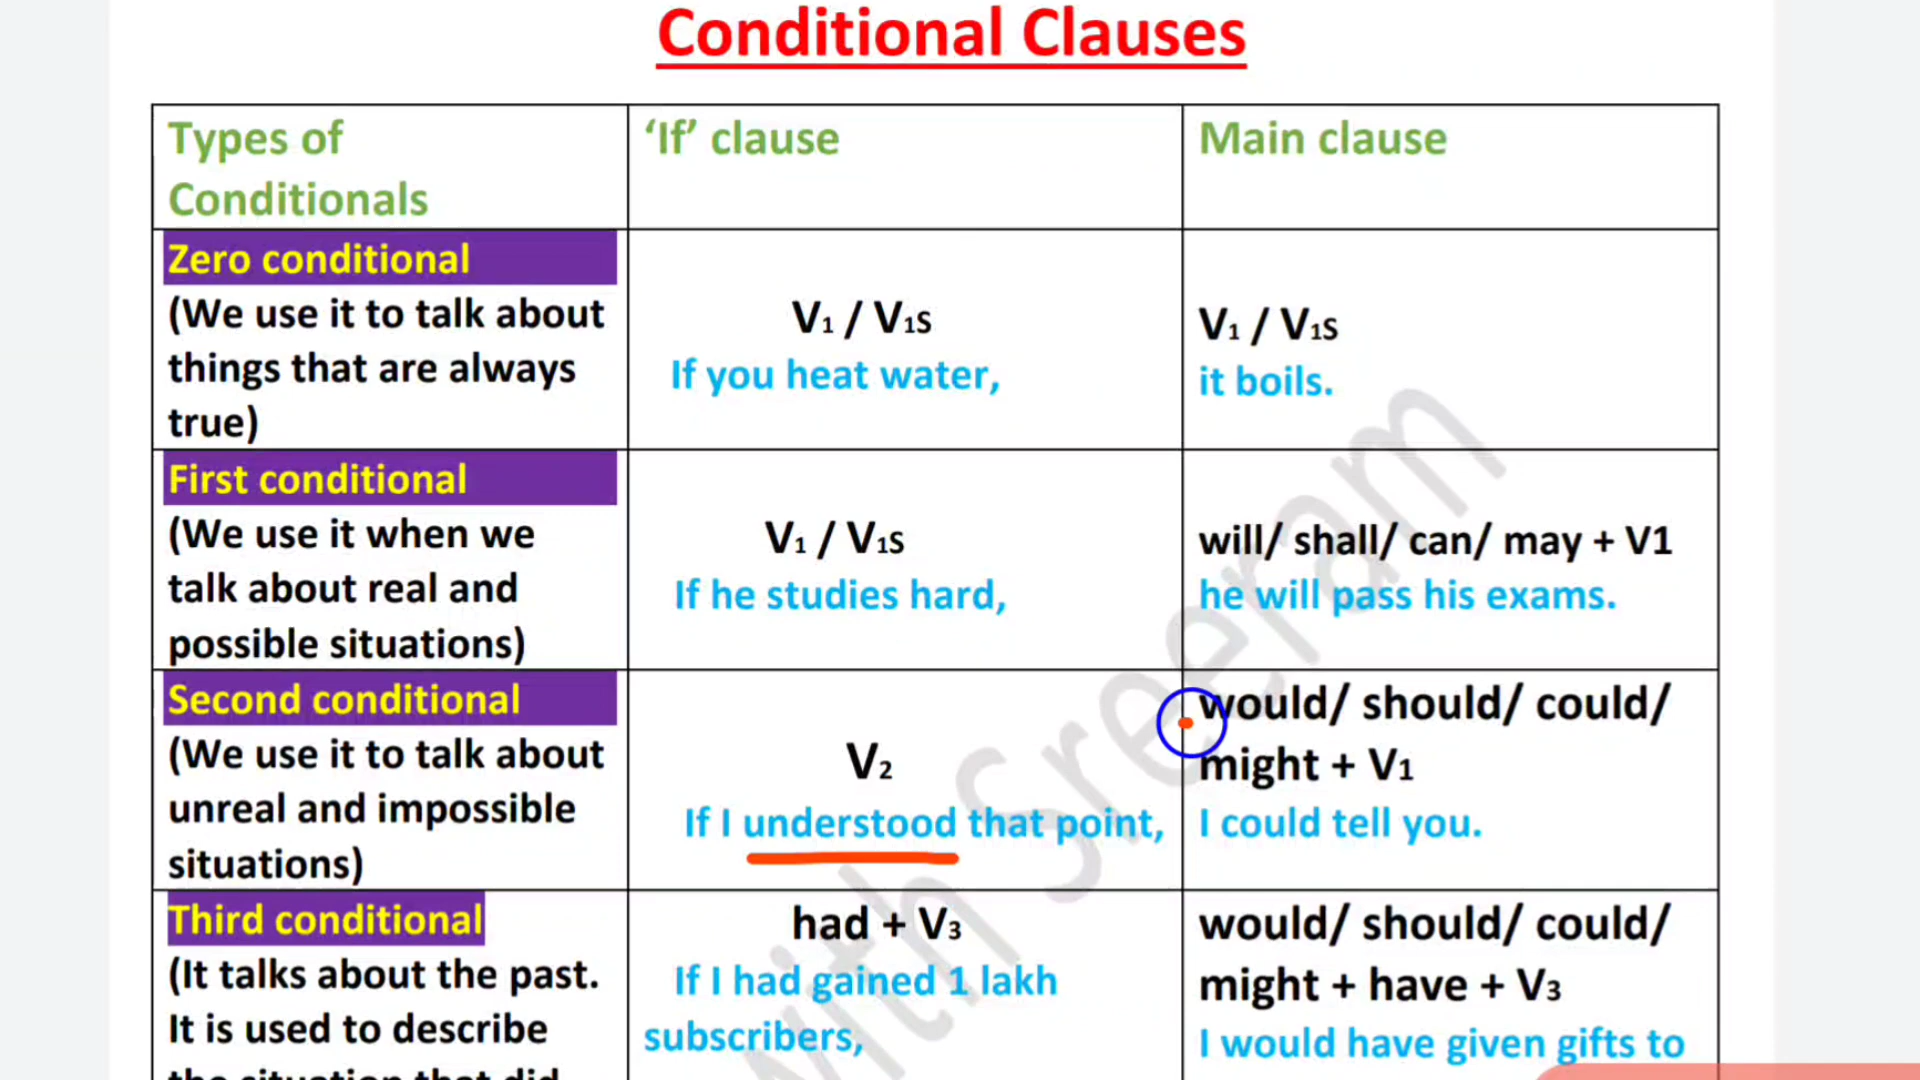 Conditional Clauses
Types of
Conditionals
‘If’ clause
Main clause
Zero conditional
(We use it to talk about
things that are always
true)
V₁ / V₁s
If you heat water,
V₁ / V₁s
it boils.
First conditional
(We use it when we
talk about real and
possible situations)
V₁ / V₁s
If he studies hard,
will/ shall/ can/ may + V1
he will pass his exams.
Second conditional
(We use it to talk about
unreal and impossible
situations)
V₂
If I understood that point,
would/ should/ could/
might + V₁
I could tell you.
Third conditional
(It talks about the past.
It is used to describe
the situation that did
had + V₃
If I had gained 1 lakh
subscribers,
would/ should/ could/
might + have + V₃
I would have given gifts to
with Sreeram